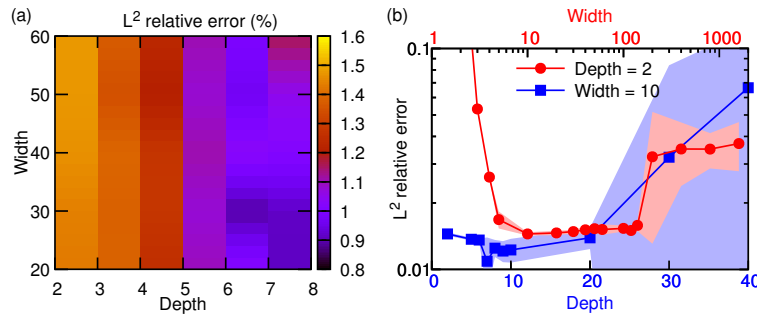 (a)
L² relative error (%)
60
50
40
30
20
Width
2 3 4 5 6 7 8
Depth
1.6
1.5
1.4
1.3
1.2
1.1
1
0.9
0.8
(b)
Width
1 10 100 1000
0.1
0.01
L² relative error
Depth = 2
Width = 10
0 10 20 30 40
Depth